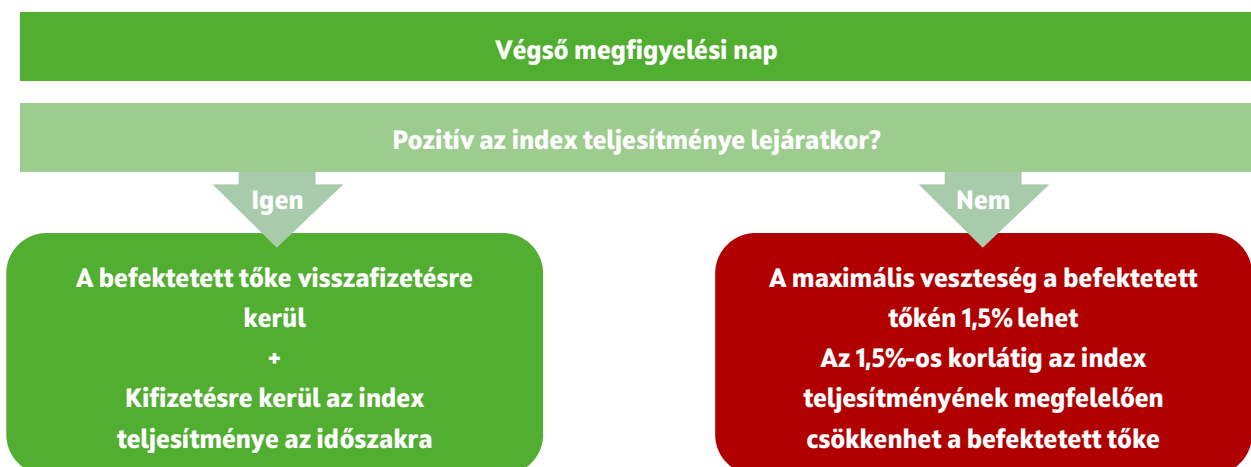 Végső megfigyelési nap
Pozitív az index teljesítménye lejáratkor?
Igen
Nem
A befektetett tőke visszafizetésre
kerül
+
Kifizetésre kerül az index
teljesítménye az időszakra
A maximális veszteség a befektetett
tőkén 1,5% lehet
Az 1,5%-os korlátig az index
teljesítményének megfelelően
csökkenhet a befektetett tőke